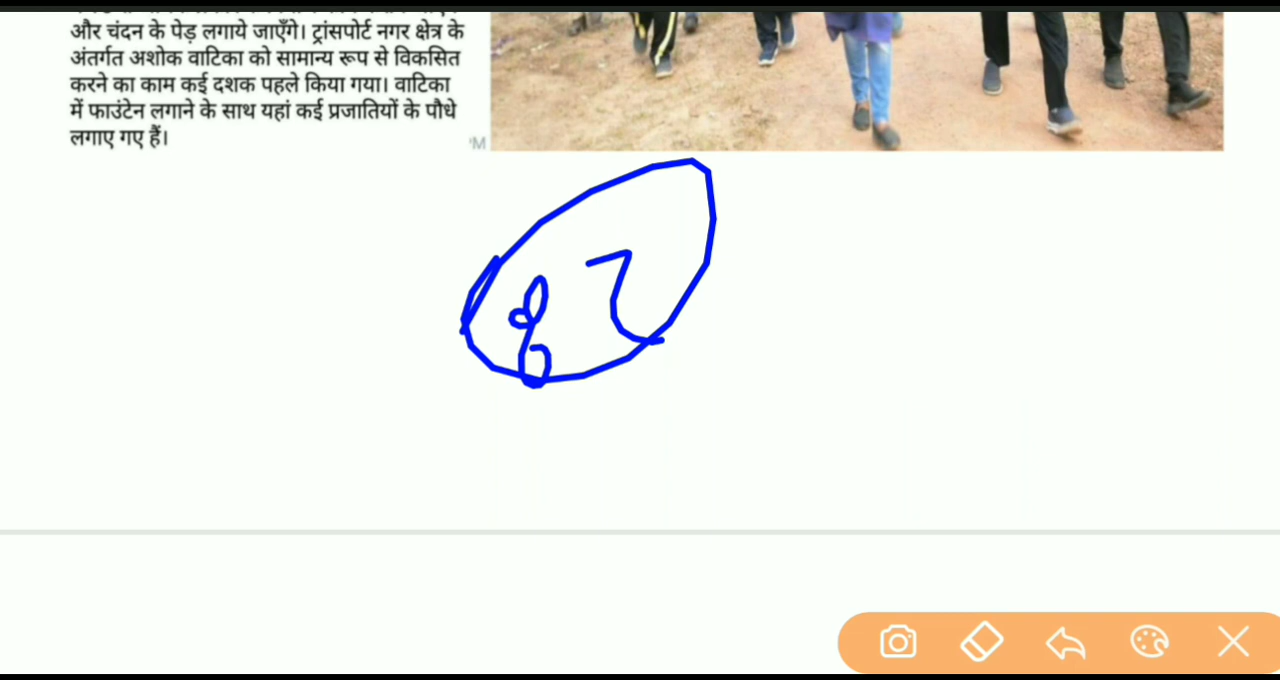 और चंदन के पेड़ लगाये जाएँगे। ट्रांसपोर्ट नगर क्षेत्र के
अंतर्गत अशोक वाटिका को सामान्य रूप से विकसित
करने का काम कई दशक पहले किया गया। वाटिका
में फाउंटेन लगाने के साथ यहां कई प्रजातियों के पौधे
लगाए गए हैं।